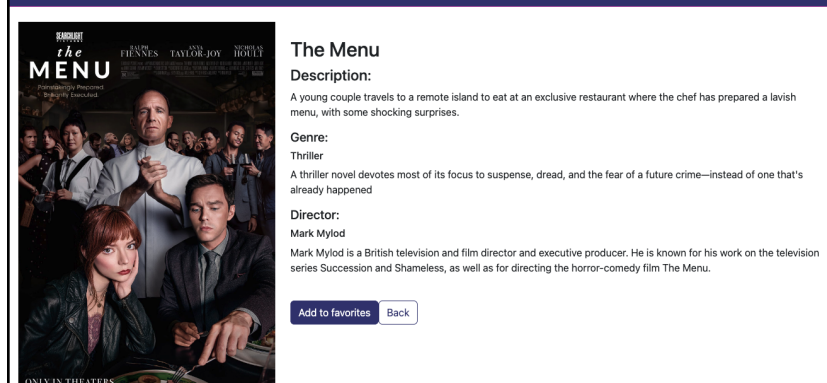 SEARCHLIGHT
PICTURES
RALPH FIENNES ANYA TAYLOR-JOY NICHOLAS HOULT
the
MENU
Painstakingly Prepared.
Brilliantly Executed.
ONLY IN THEATERS
The Menu
Description:
A young couple travels to a remote island to eat at an exclusive restaurant where the chef has prepared a lavish
menu, with some shocking surprises.
Genre:
Thriller
A thriller novel devotes most of its focus to suspense, dread, and the fear of a future crime—instead of one that's
already happened
Director:
Mark Mylod
Mark Mylod is a British television and film director and executive producer. He is known for his work on the television
series Succession and Shameless, as well as for directing the horror-comedy film The Menu.
Add to favorites Back